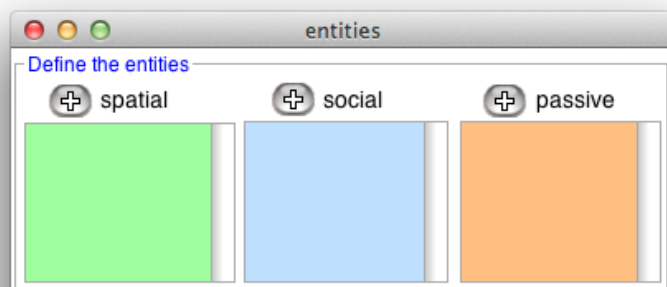 entities
Define the entities
spatial social passive